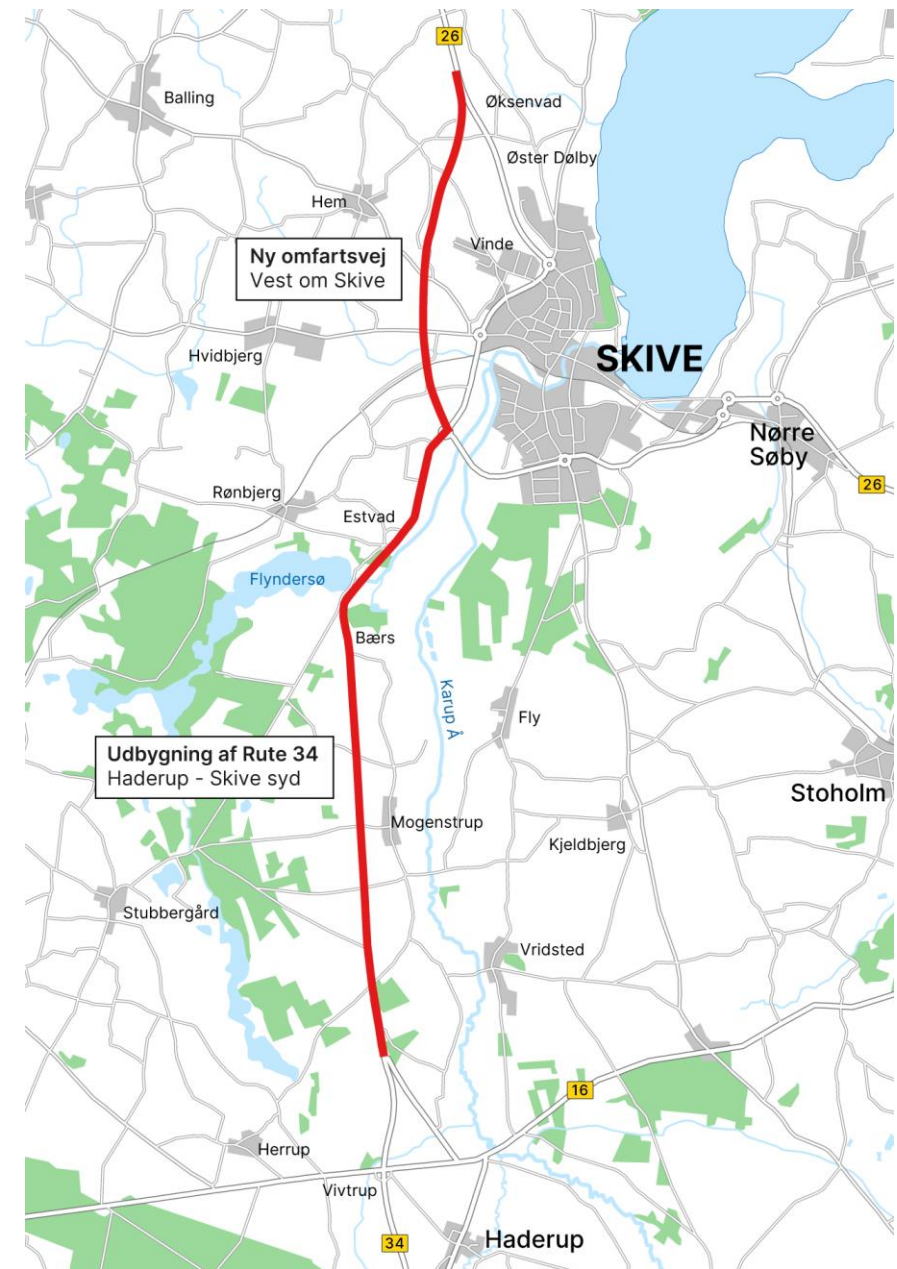 26
Balling
Øksenvad
Øster Dølby
Hem
Vinde
Ny omfartsvej
Vest om Skive
Hvidbjerg
SKIVE
Nørre
Søby
26
Rønbjerg
Estvad
Flyndersø
Bærs
Karup Å
Fly
Udbygning af Rute 34
Haderup - Skive syd
Stoholm
Mogenstrup
Kjeldbjerg
Stubbergård
Vridsted
16
Herrup
Vivtrup
34
Haderup